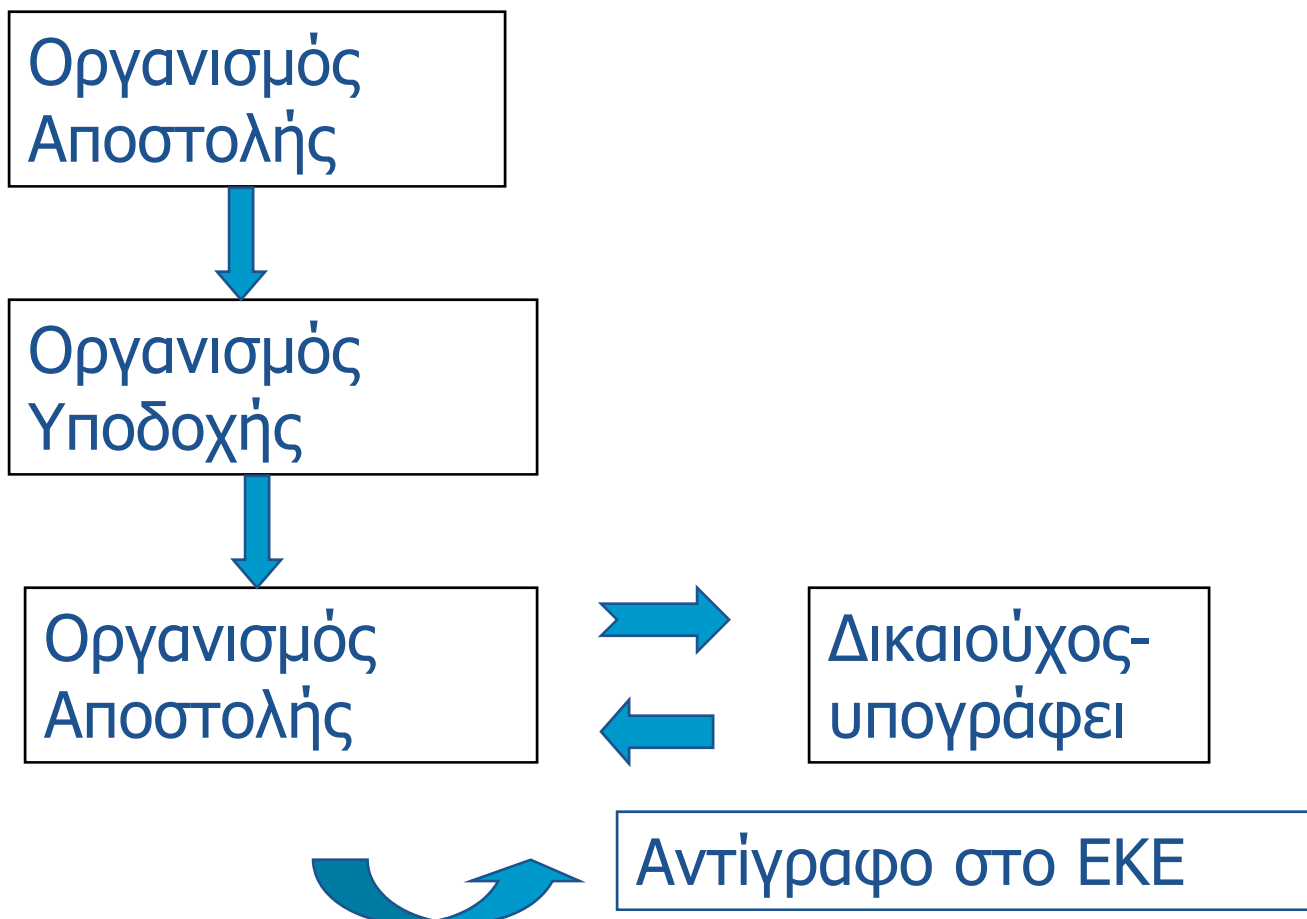 Οργανισμός
Αποστολής
Οργανισμός
Υποδοχής
Οργανισμός
Αποστολής
Δικαιούχος-
υπογράφει
Αντίγραφο στο ΕΚΕ